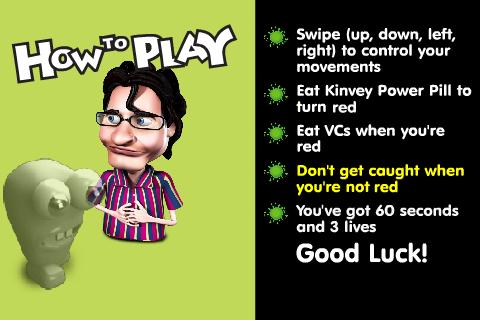 HOW TO PLAY
Swipe (up, down, left,
right) to control your
movements
Eat Kinvey Power Pill to
turn red
Eat VCs when you're
red
Don't get caught when
you're not red
You've got 60 seconds
and 3 lives
Good Luck!